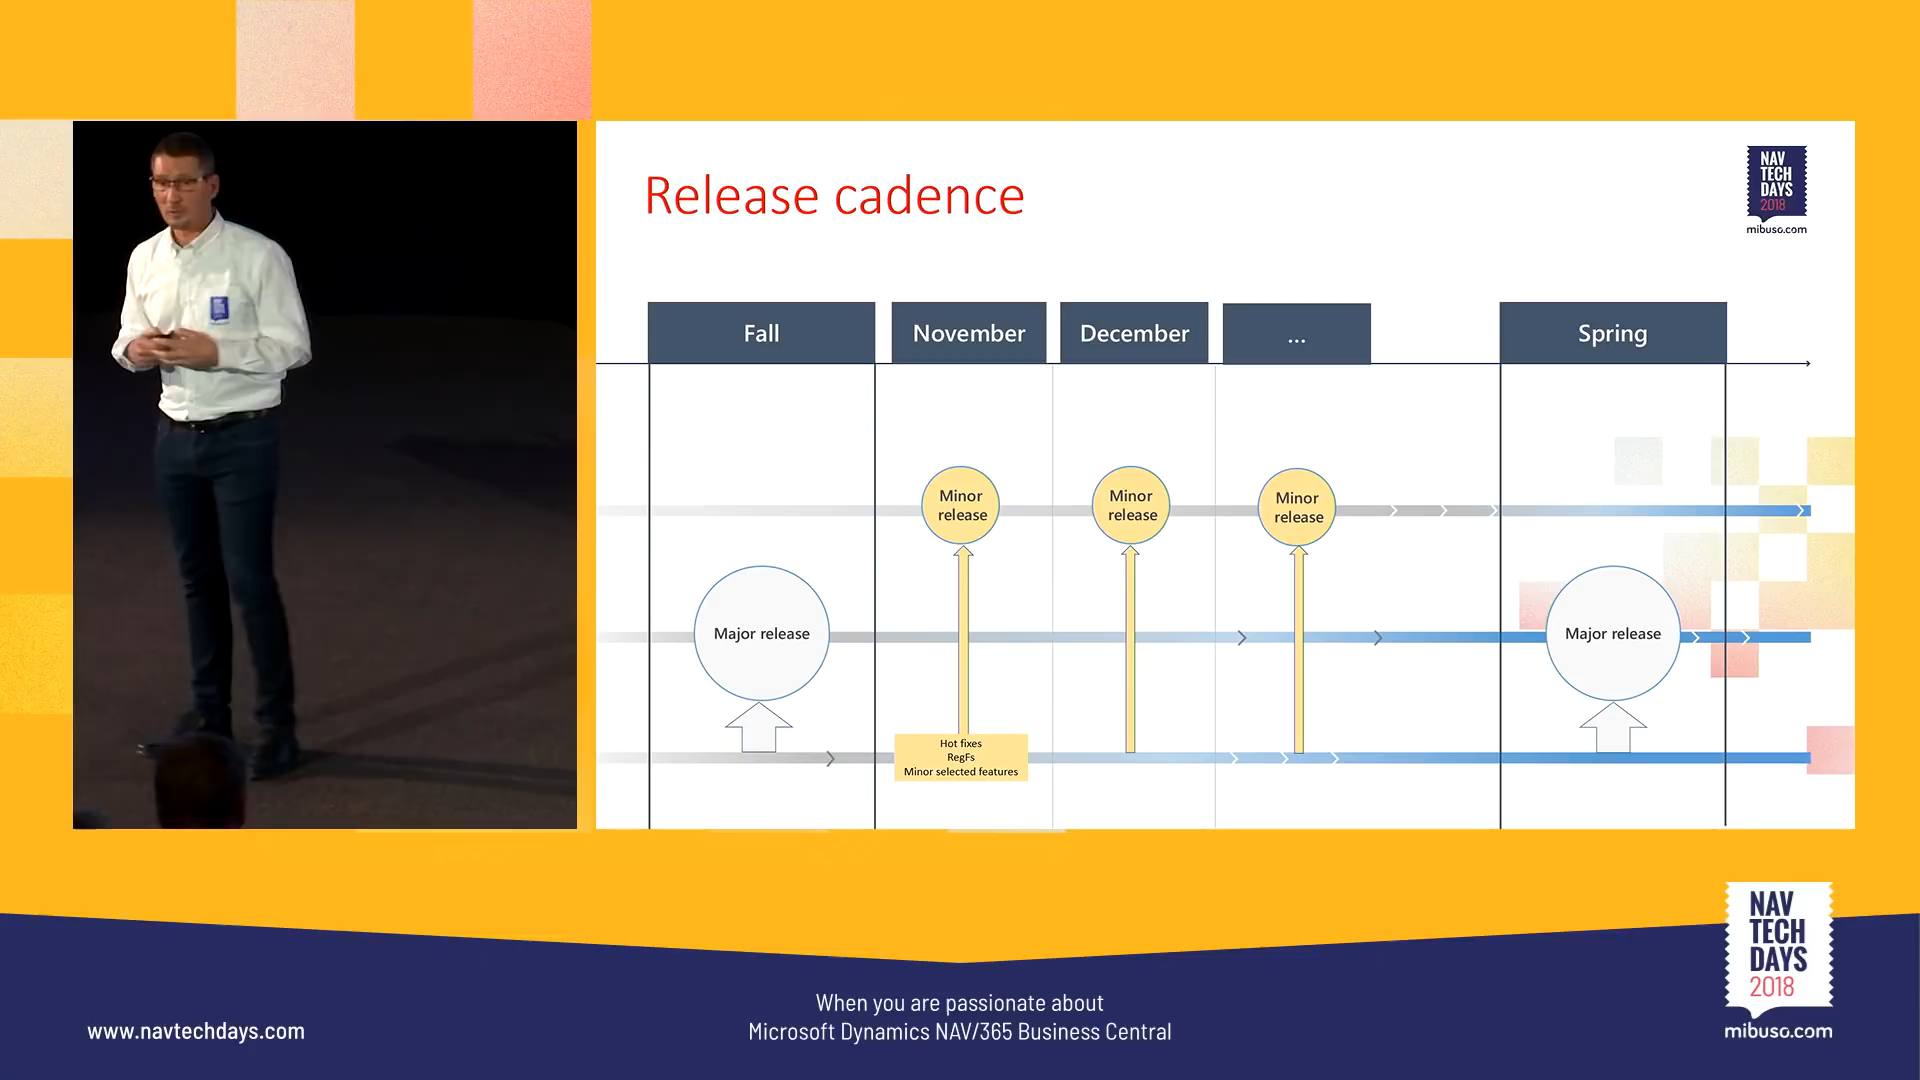 Release cadence
NAV
TECH
DAYS
2018
mibuso.com
Fall
November
December
...
Spring
Minor
release
Minor
release
Minor
release
Major release
Major release
Hot fixes
RegFs
Minor selected features
NAV
TECH
DAYS
2018
mibuso.com
When you are passionate about
Microsoft Dynamics NAV/365 Business Central
www.navtechdays.com